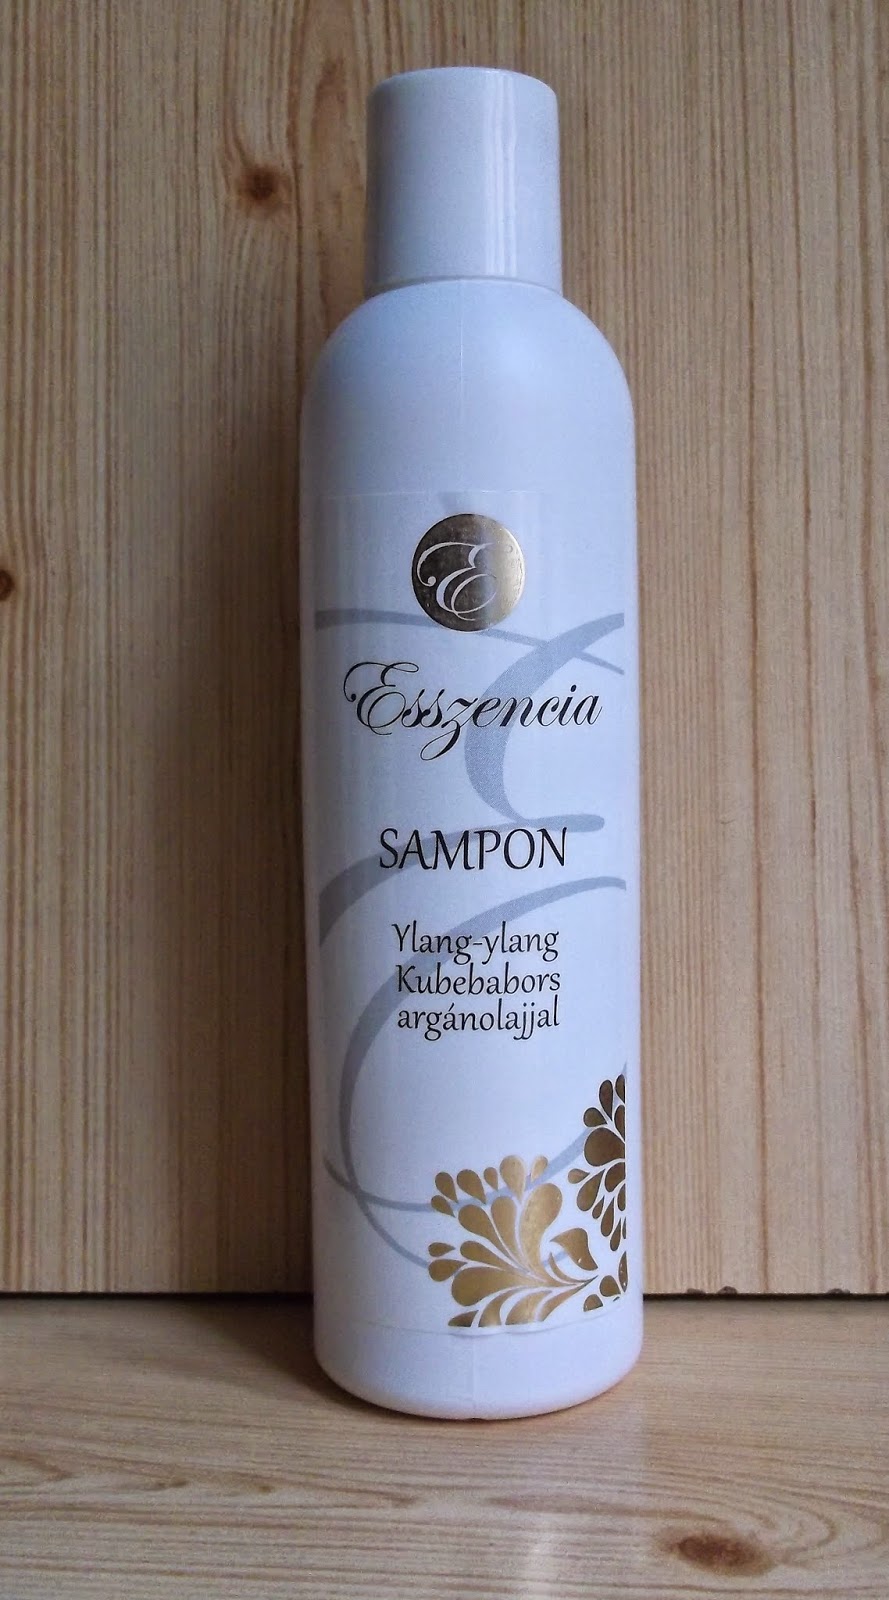 E
Esszencia
SAMPON
Ylang-ylang
Kubebabors
argánolajjal